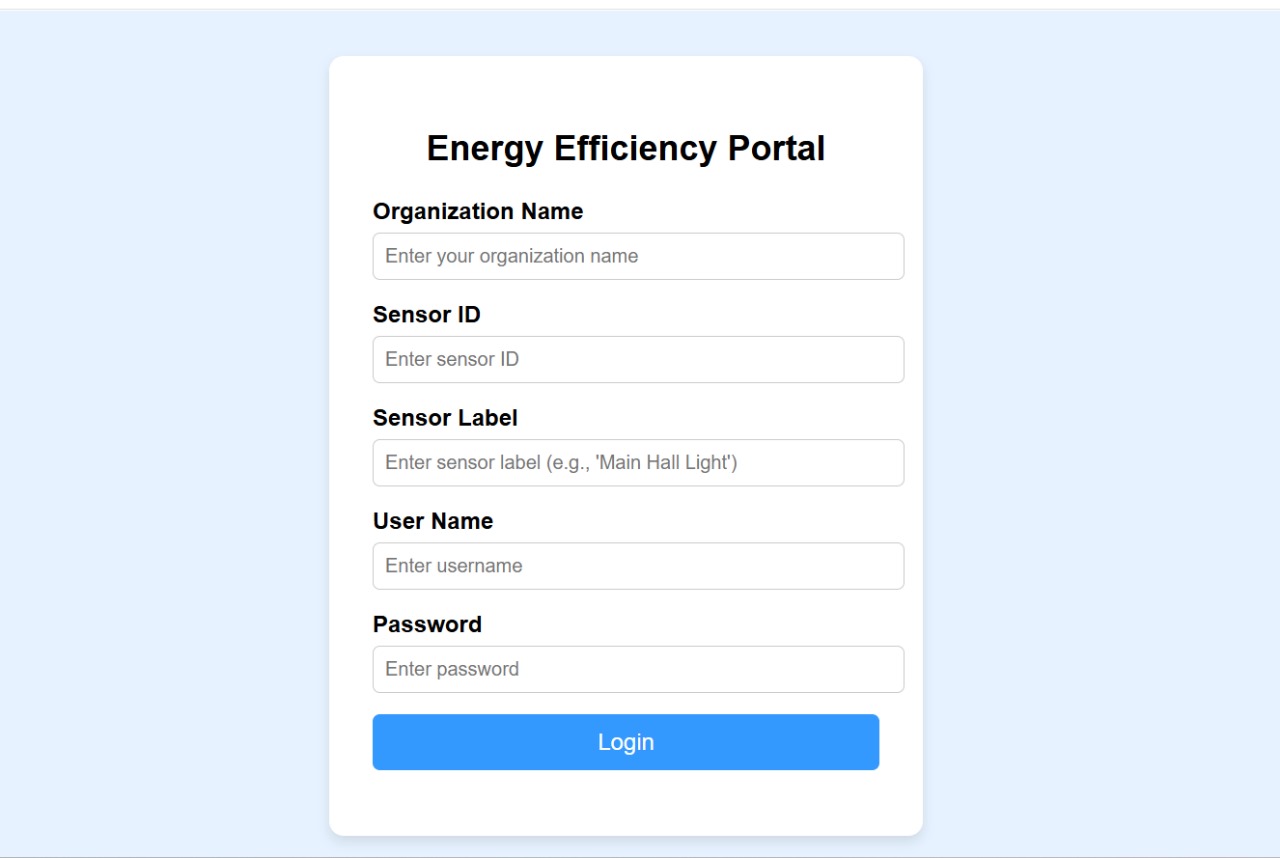 Energy Efficiency Portal
Organization Name
Enter your organization name
Sensor ID
Enter sensor ID
Sensor Label
Enter sensor label (e.g., 'Main Hall Light')
User Name
Enter username
Password
Enter password
Login